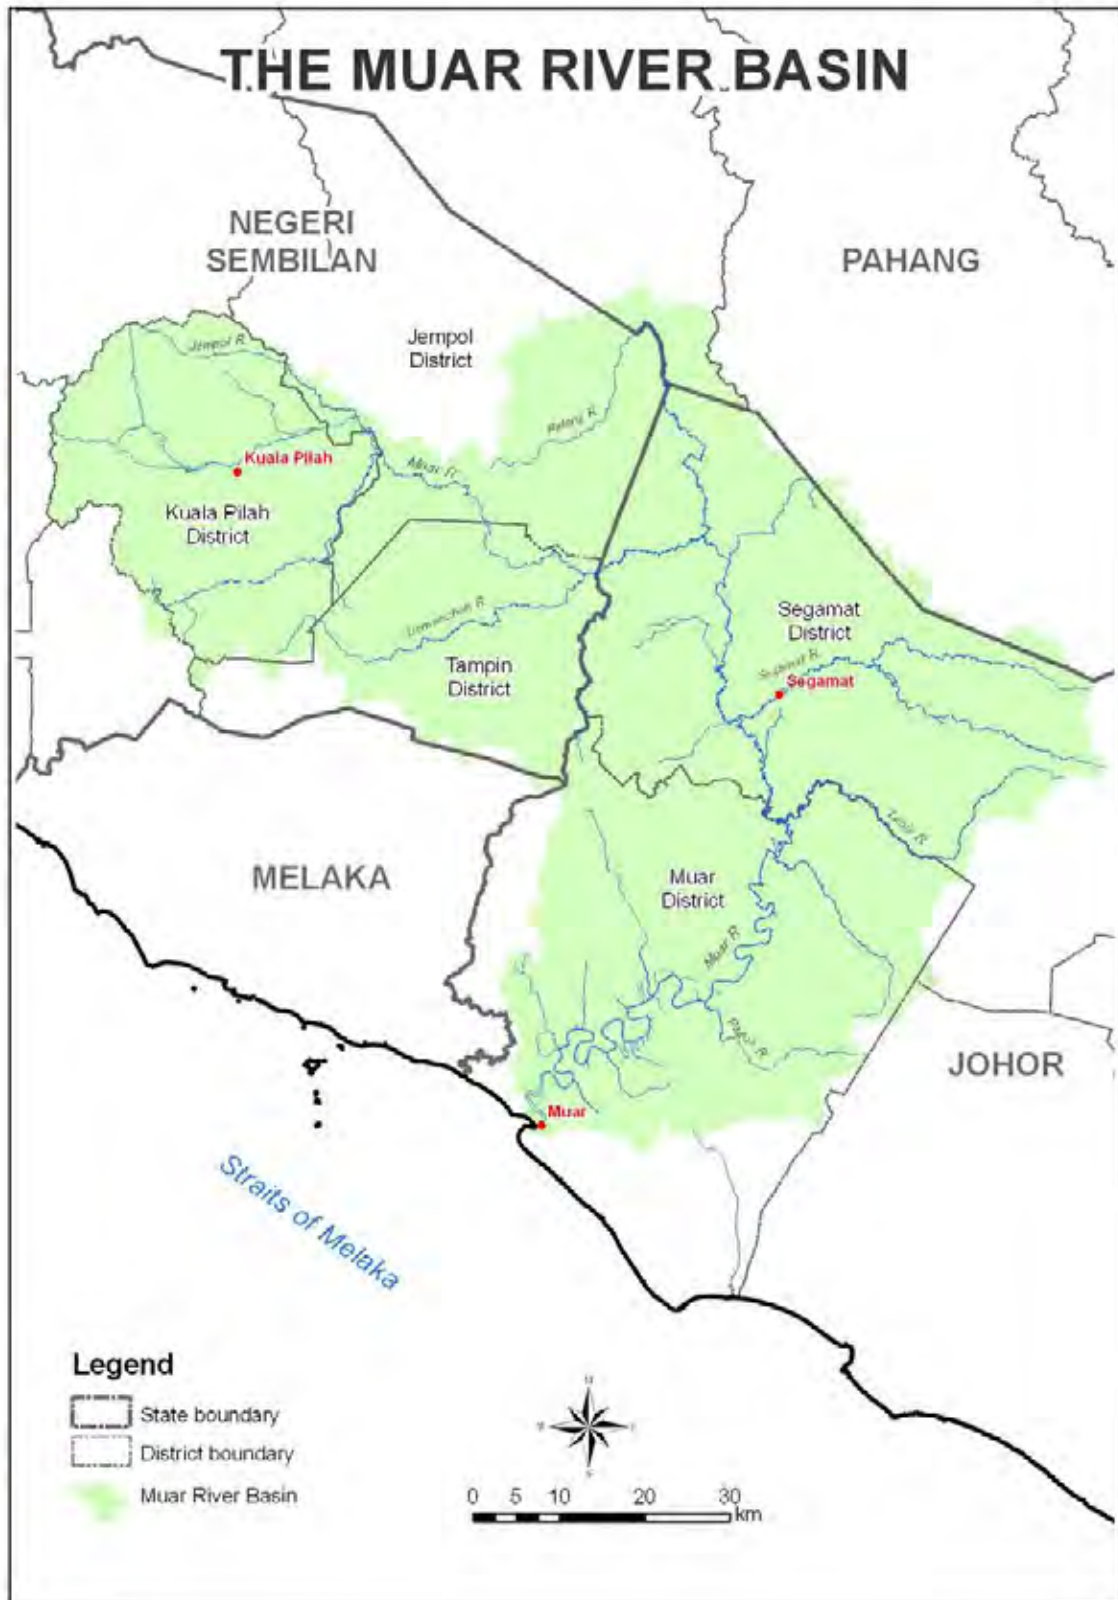 THE MUAR RIVER BASIN
NEGERI
SEMBILAN
PAHANG
Jempol
District
Jempol R.
Muar R.
Kuala Pilah
Kuala Pilah
District
Segamat
District
Segamat R.
Segamat
Tampin
District
MELAKA
Muar
District
Muar R.
JOHOR
Muar
Straits of Melaka
Legend
State boundary
District boundary
Muar River Basin
N
S
0 5 10 20 30
km